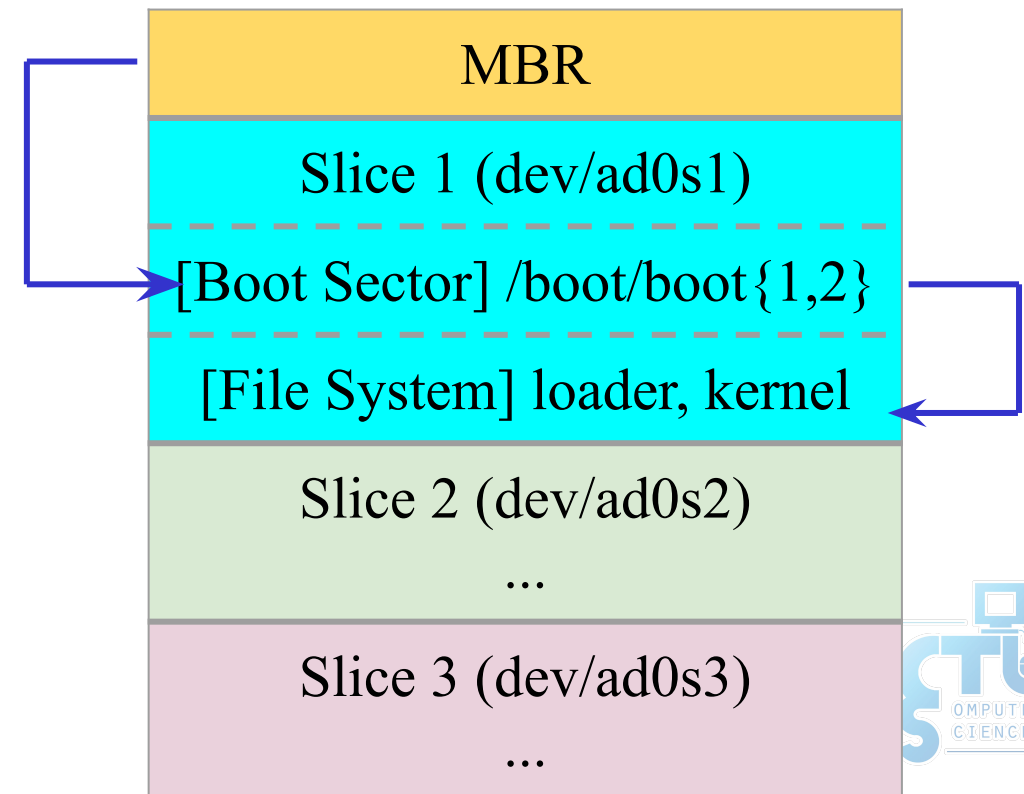 MBR
Slice 1 (dev/ad0s1)
[Boot Sector] /boot/boot{1,2}
[File System] loader, kernel
Slice 2 (dev/ad0s2)
...
Slice 3 (dev/ad0s3)
...